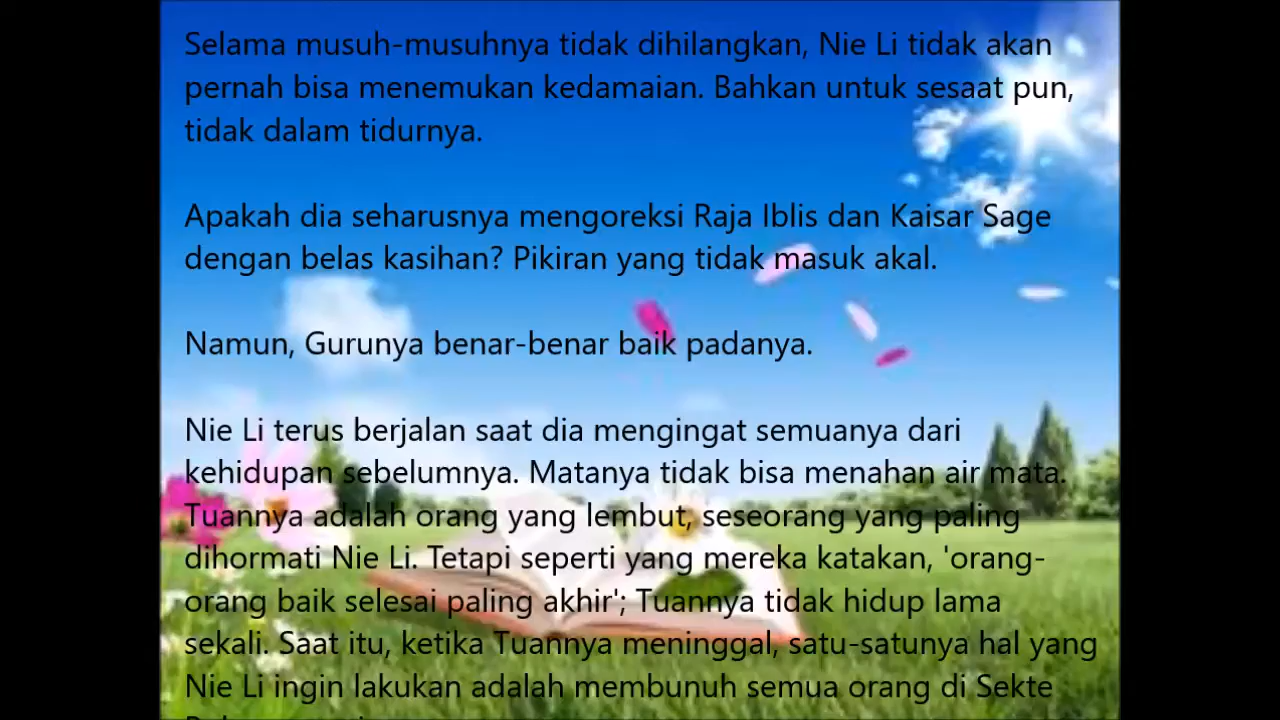 Selama musuh-musuhnya tidak dihilangkan, Nie Li tidak akan
pernah bisa menemukan kedamaian. Bahkan untuk sesaat pun,
tidak dalam tidurnya.
Apakah dia seharusnya mengoreksi Raja Iblis dan Kaisar Sage
dengan belas kasihan? Pikiran yang tidak masuk akal.
Namun, Gurunya benar-benar baik padanya.
Nie Li terus berjalan saat dia mengingat semuanya dari
kehidupan sebelumnya. Matanya tidak bisa menahan air mata.
Tuannya adalah orang yang lembut, seseorang yang paling
dihormati Nie Li. Tetapi seperti yang mereka katakan, 'orang-
orang baik selesai paling akhir'; Tuannya tidak hidup lama
sekali. Saat itu, ketika Tuannya meninggal, satu-satunya hal yang
Nie Li ingin lakukan adalah membunuh semua orang di Sekte